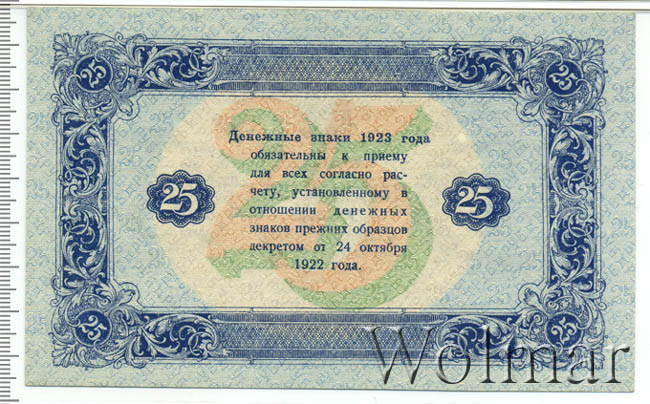 25 25
25
Денежные знаки 1923 года
обязательны к приему
для всех согласно рас-
чету, установленному в
отношении денежных
знаков прежних образцов
декретом от 24 октября
1922 года.
25 25
25 25
Wolmar